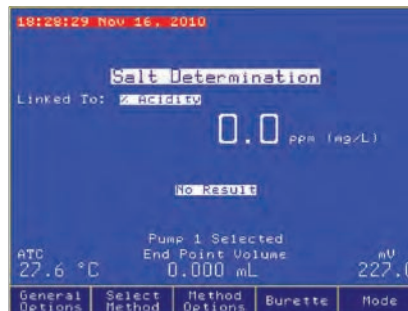 18:28:29 Nov 16, 2010
Salt Determination
Linked To: % Acidity
0.0 ppm (mg/L)
No Result
Pump 1 Selected
ATC End Point Volume mV
27.6 °C 0.000 mL 227.0
General Options Select Method Method Options Burette Mode